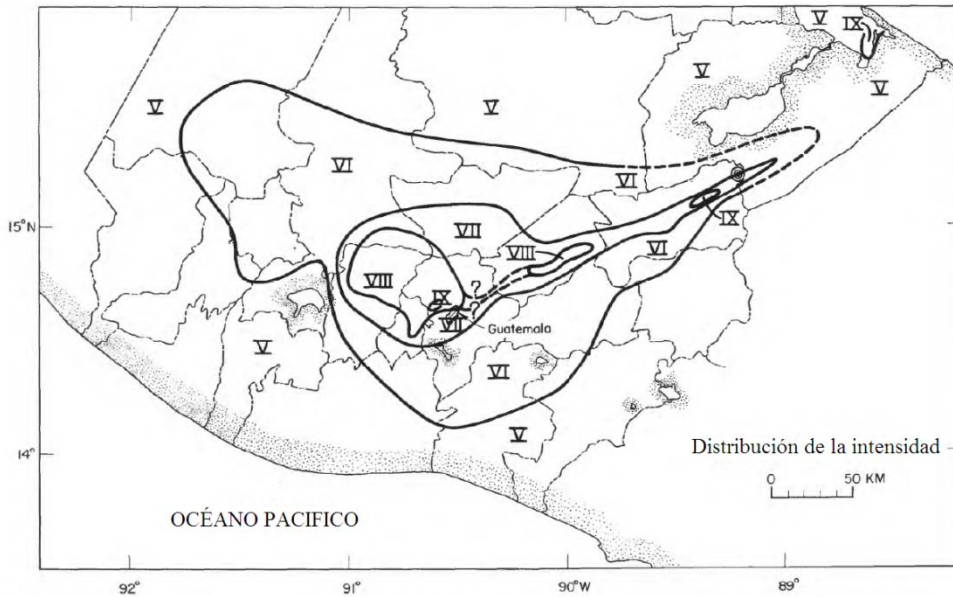 V
IX
V
V
V
V
VI
VI
15°N
VII
VIII
IX
VI
VIII
?
IX
?
VII
Guatemala
V
VI
V
14°
Distribución de la intensidad
0 50 KM
OCÉANO PACIFICO
92°
91°
90°W
89°